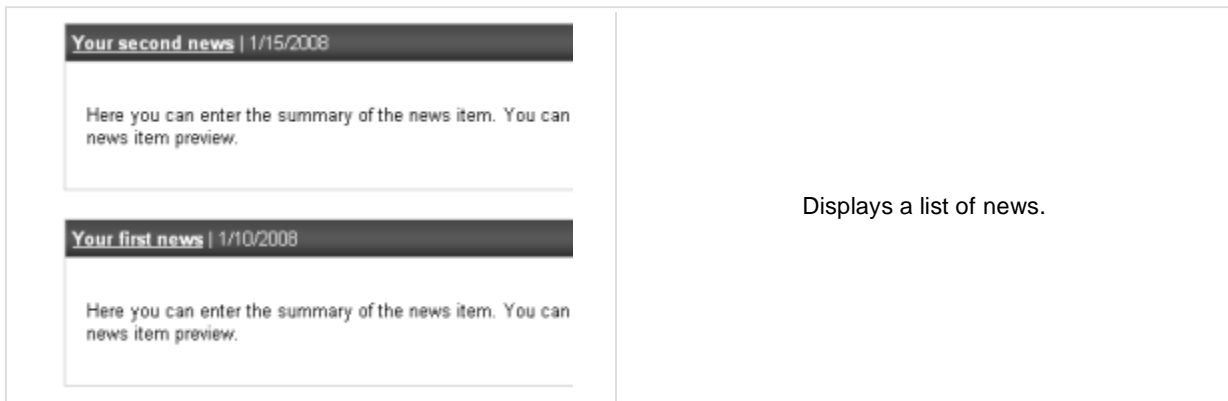 Your second news | 1/15/2008
Here you can enter the summary of the news item. You can
news item preview.
Displays a list of news.
Your first news | 1/10/2008
Here you can enter the summary of the news item. You can
news item preview.